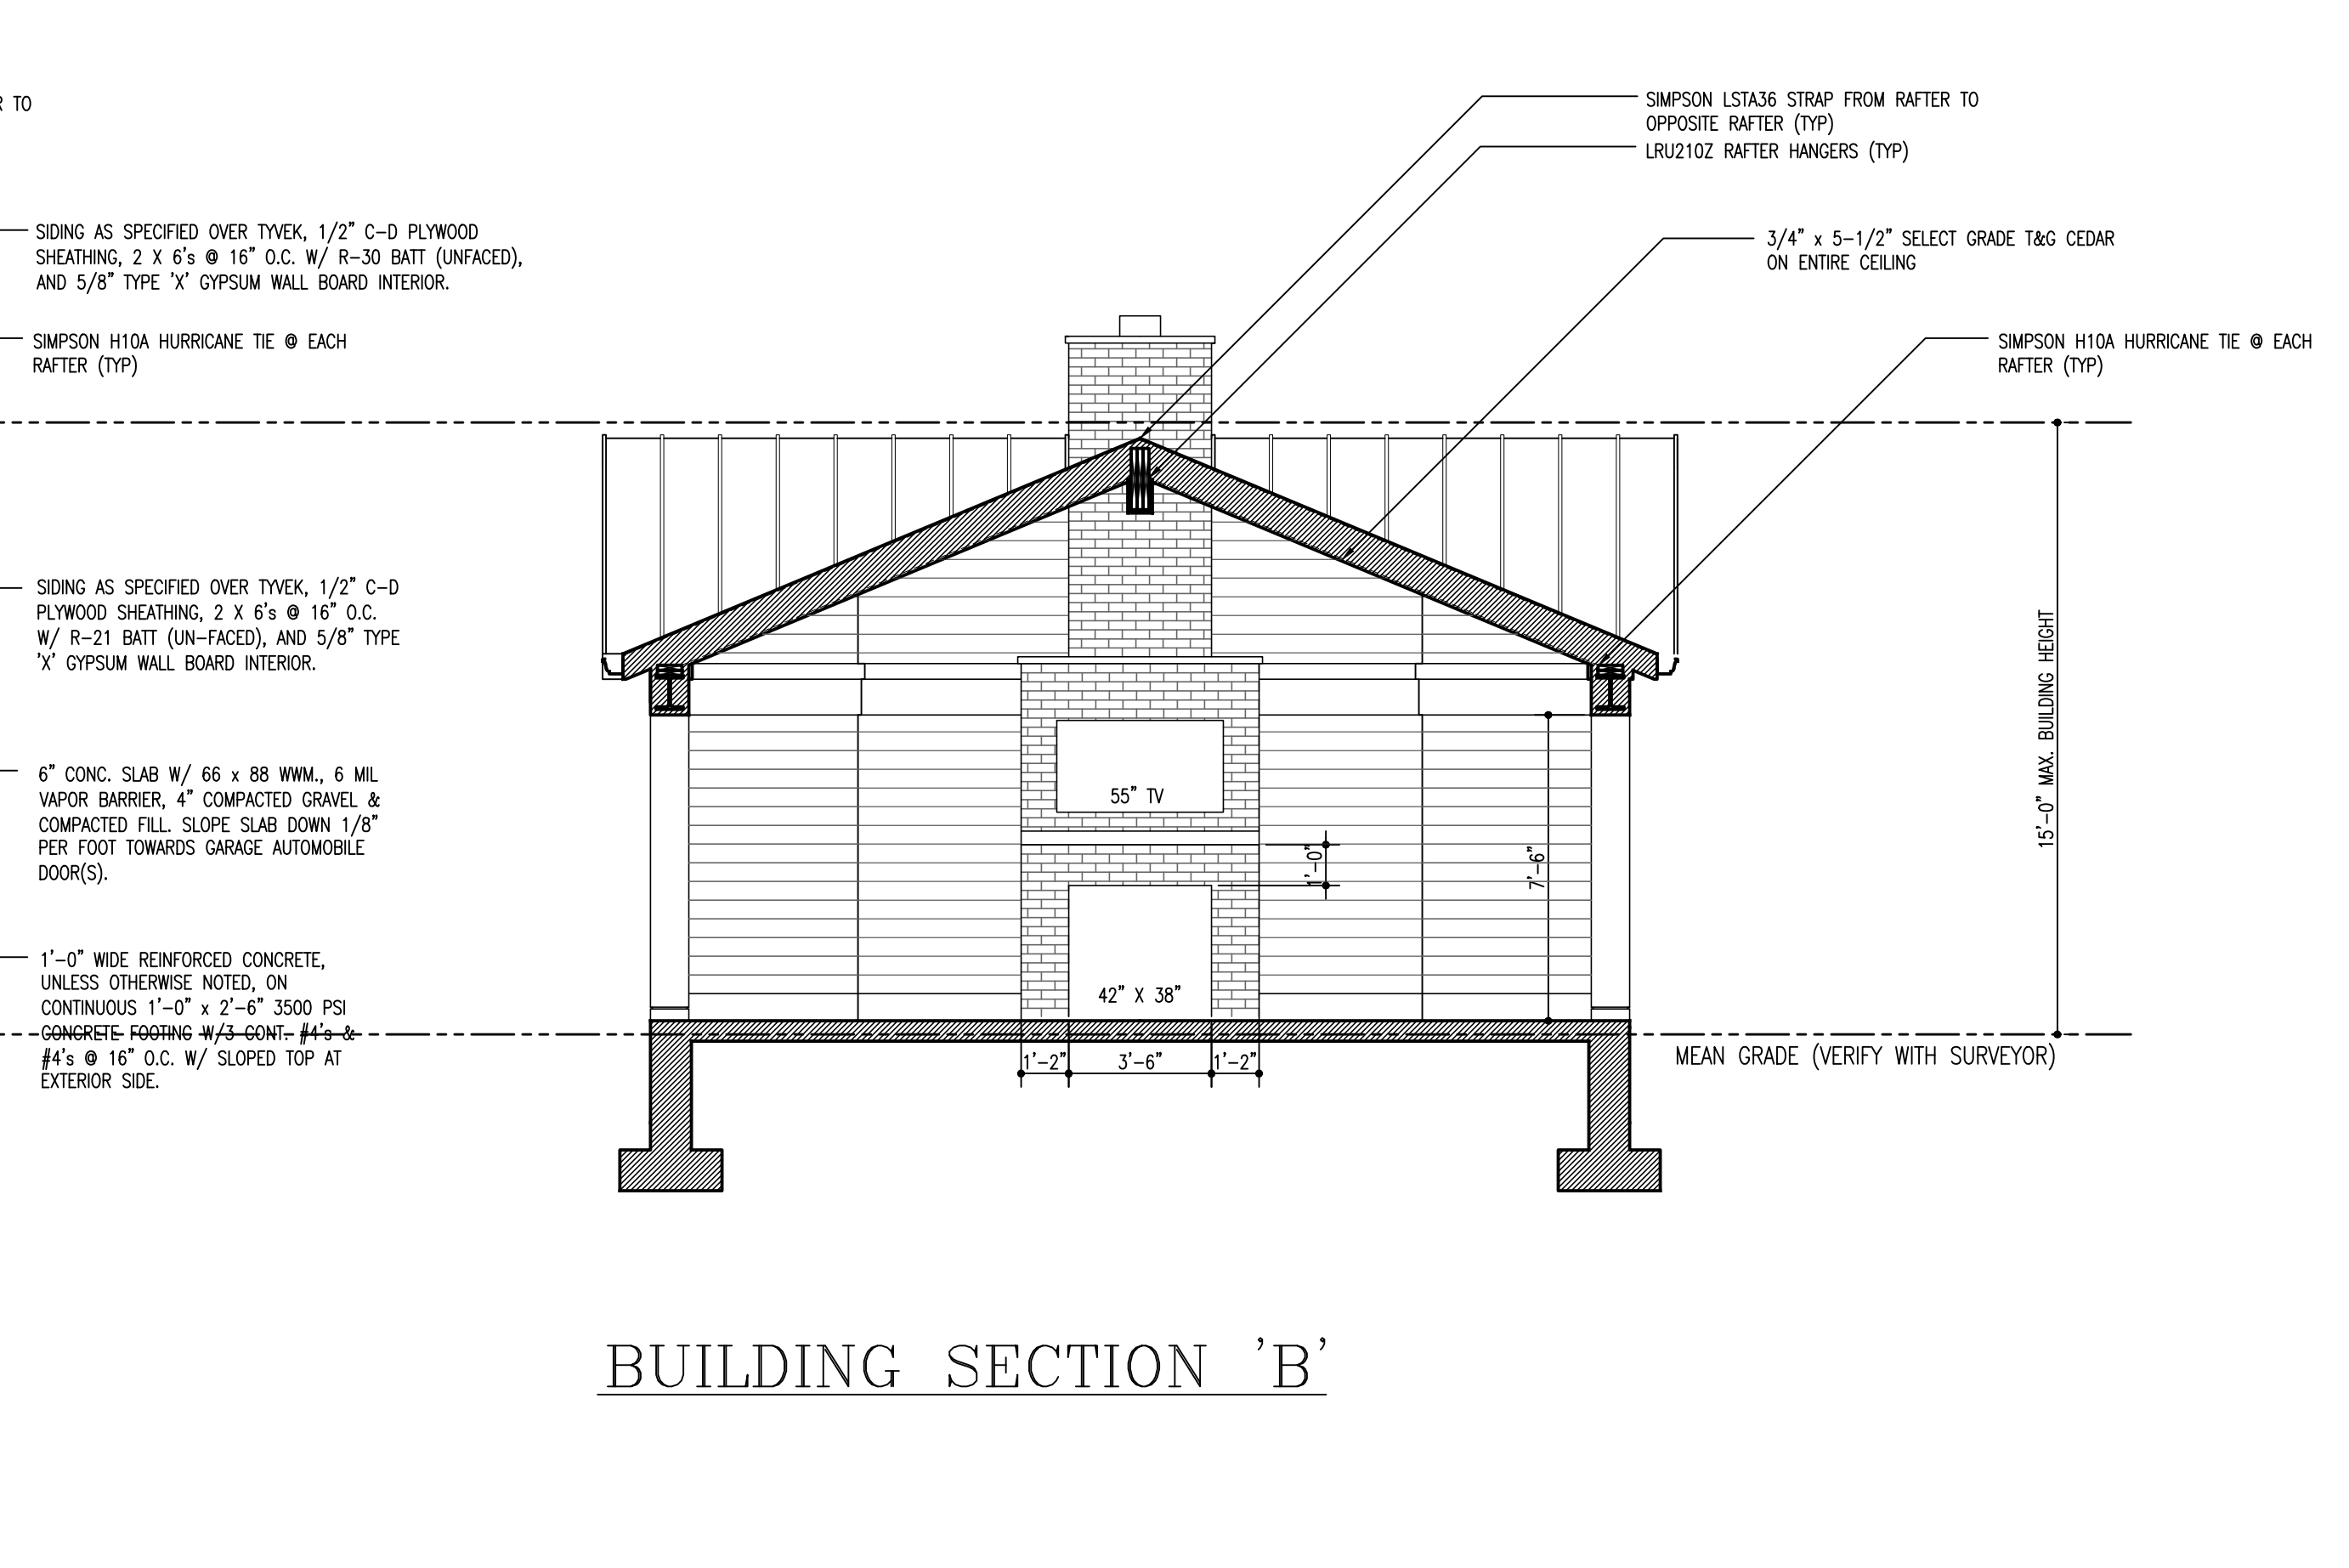 R TO
SIDING AS SPECIFIED OVER TYVEK, 1/2" C-D PLYWOOD
SHEATHING, 2 X 6's @ 16" O.C. W/ R-30 BATT (UNFACED),
AND 5/8" TYPE 'X' GYPSUM WALL BOARD INTERIOR.
SIMPSON H10A HURRICANE TIE @ EACH
RAFTER (TYP)
SIDING AS SPECIFIED OVER TYVEK, 1/2" C-D
PLYWOOD SHEATHING, 2 X 6's @ 16" O.C.
W/ R-21 BATT (UN-FACED), AND 5/8" TYPE
'X' GYPSUM WALL BOARD INTERIOR.
6" CONC. SLAB W/ 66 x 88 WWM., 6 MIL
VAPOR BARRIER, 4" COMPACTED GRAVEL &
COMPACTED FILL. SLOPE SLAB DOWN 1/8"
PER FOOT TOWARDS GARAGE AUTOMOBILE
DOOR(S).
1'-0" WIDE REINFORCED CONCRETE,
UNLESS OTHERWISE NOTED, ON
CONTINUOUS 1'-0" x 2'-6" 3500 PSI
CONCRETE FOOTING W/3 CONT. #4's &
#4's @ 16" O.C. W/ SLOPED TOP AT
EXTERIOR SIDE.
SIMPSON LSTA36 STRAP FROM RAFTER TO
OPPOSITE RAFTER (TYP)
LRU210Z RAFTER HANGERS (TYP)
3/4" x 5-1/2" SELECT GRADE T&G CEDAR
ON ENTIRE CEILING
SIMPSON H10A HURRICANE TIE @ EACH
RAFTER (TYP)
55" TV
1'-0"
7'-6"
15'-0" MAX. BUILDING HEIGHT
42" X 38"
1'-2"
3'-6"
1'-2"
MEAN GRADE (VERIFY WITH SURVEYOR)
BUILDING SECTION 'B'